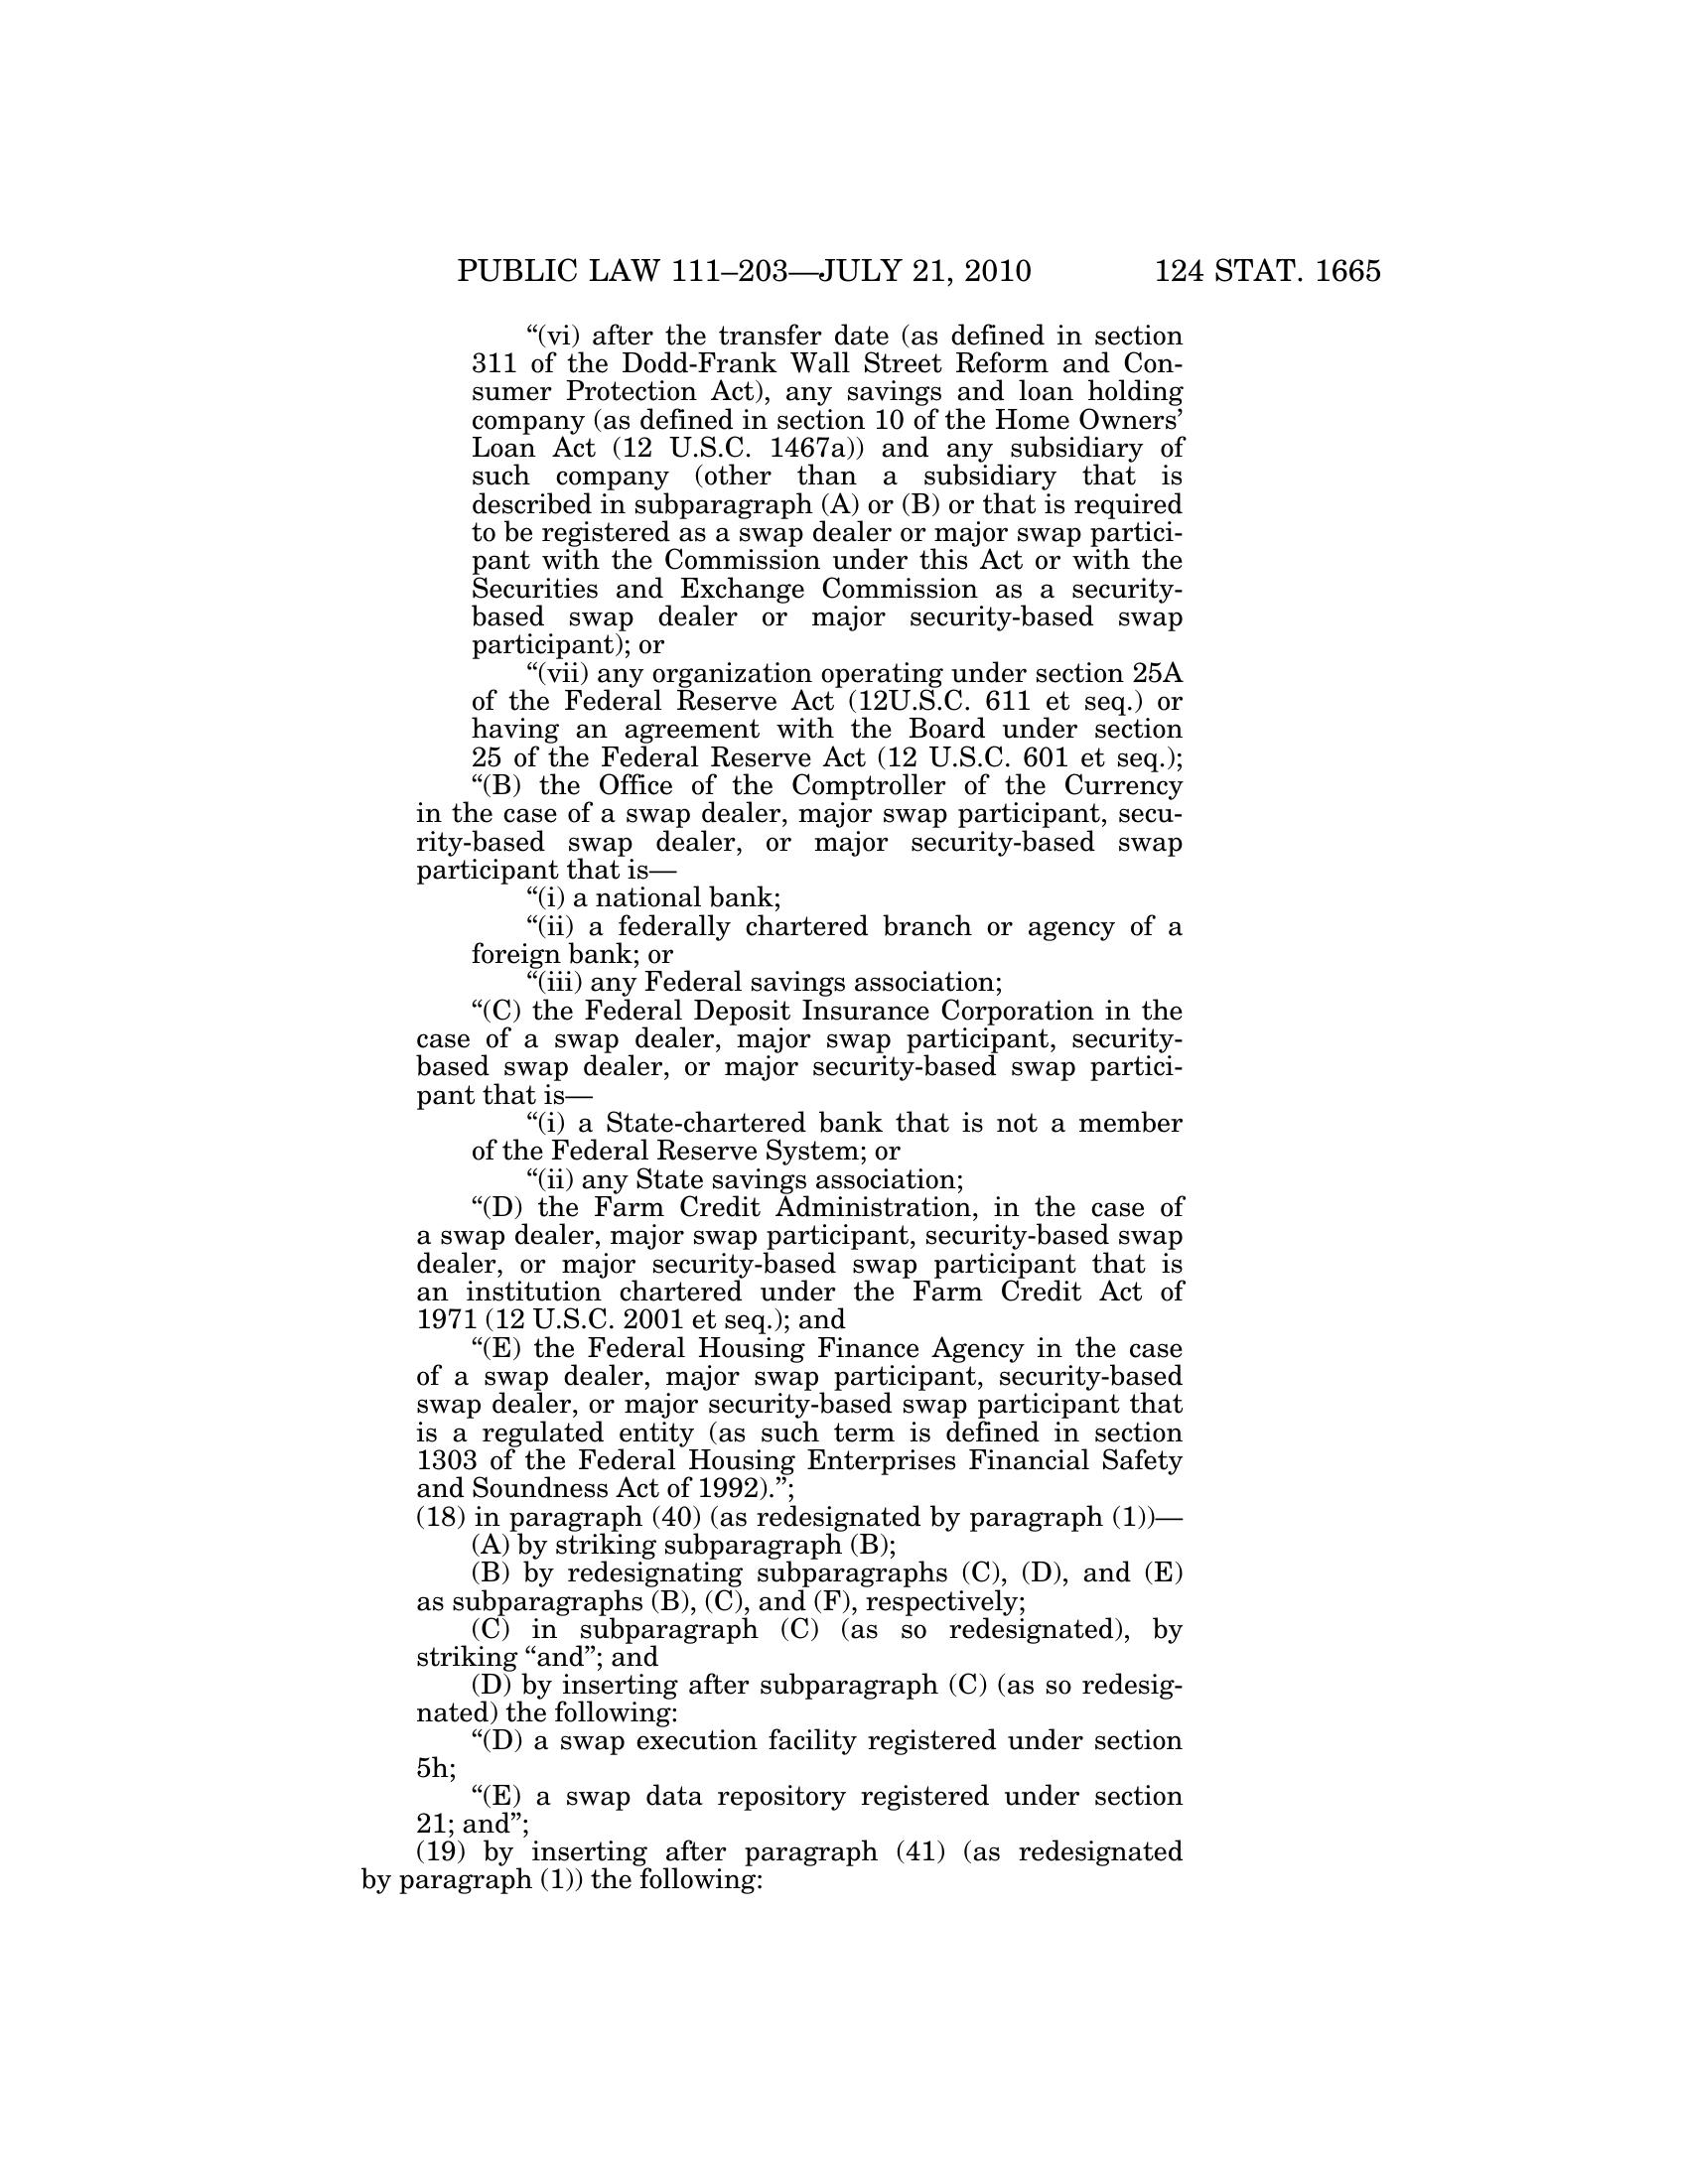 PUBLIC LAW 111–203—JULY 21, 2010 124 STAT. 1665
“(vi) after the transfer date (as defined in section
311 of the Dodd-Frank Wall Street Reform and Con-
sumer Protection Act), any savings and loan holding
company (as defined in section 10 of the Home Owners’
Loan Act (12 U.S.C. 1467a)) and any subsidiary of
such company (other than a subsidiary that is
described in subparagraph (A) or (B) or that is required
to be registered as a swap dealer or major swap partici-
pant with the Commission under this Act or with the
Securities and Exchange Commission as a security-
based swap dealer or major security-based swap
participant); or
“(vii) any organization operating under section 25A
of the Federal Reserve Act (12U.S.C. 611 et seq.) or
having an agreement with the Board under section
25 of the Federal Reserve Act (12 U.S.C. 601 et seq.);
“(B) the Office of the Comptroller of the Currency
in the case of a swap dealer, major swap participant, secu-
rity-based swap dealer, or major security-based swap
participant that is—
“(i) a national bank;
“(ii) a federally chartered branch or agency of a
foreign bank; or
“(iii) any Federal savings association;
“(C) the Federal Deposit Insurance Corporation in the
case of a swap dealer, major swap participant, security-
based swap dealer, or major security-based swap partici-
pant that is—
“(i) a State-chartered bank that is not a member
of the Federal Reserve System; or
“(ii) any State savings association;
“(D) the Farm Credit Administration, in the case of
a swap dealer, major swap participant, security-based swap
dealer, or major security-based swap participant that is
an institution chartered under the Farm Credit Act of
1971 (12 U.S.C. 2001 et seq.); and
“(E) the Federal Housing Finance Agency in the case
of a swap dealer, major swap participant, security-based
swap dealer, or major security-based swap participant that
is a regulated entity (as such term is defined in section
1303 of the Federal Housing Enterprises Financial Safety
and Soundness Act of 1992).”;
(18) in paragraph (40) (as redesignated by paragraph (1))—
(A) by striking subparagraph (B);
(B) by redesignating subparagraphs (C), (D), and (E)
as subparagraphs (B), (C), and (F), respectively;
(C) in subparagraph (C) (as so redesignated), by
striking “and”; and
(D) by inserting after subparagraph (C) (as so redesig-
nated) the following:
“(D) a swap execution facility registered under section
5h;
“(E) a swap data repository registered under section
21; and”;
(19) by inserting after paragraph (41) (as redesignated
by paragraph (1)) the following: